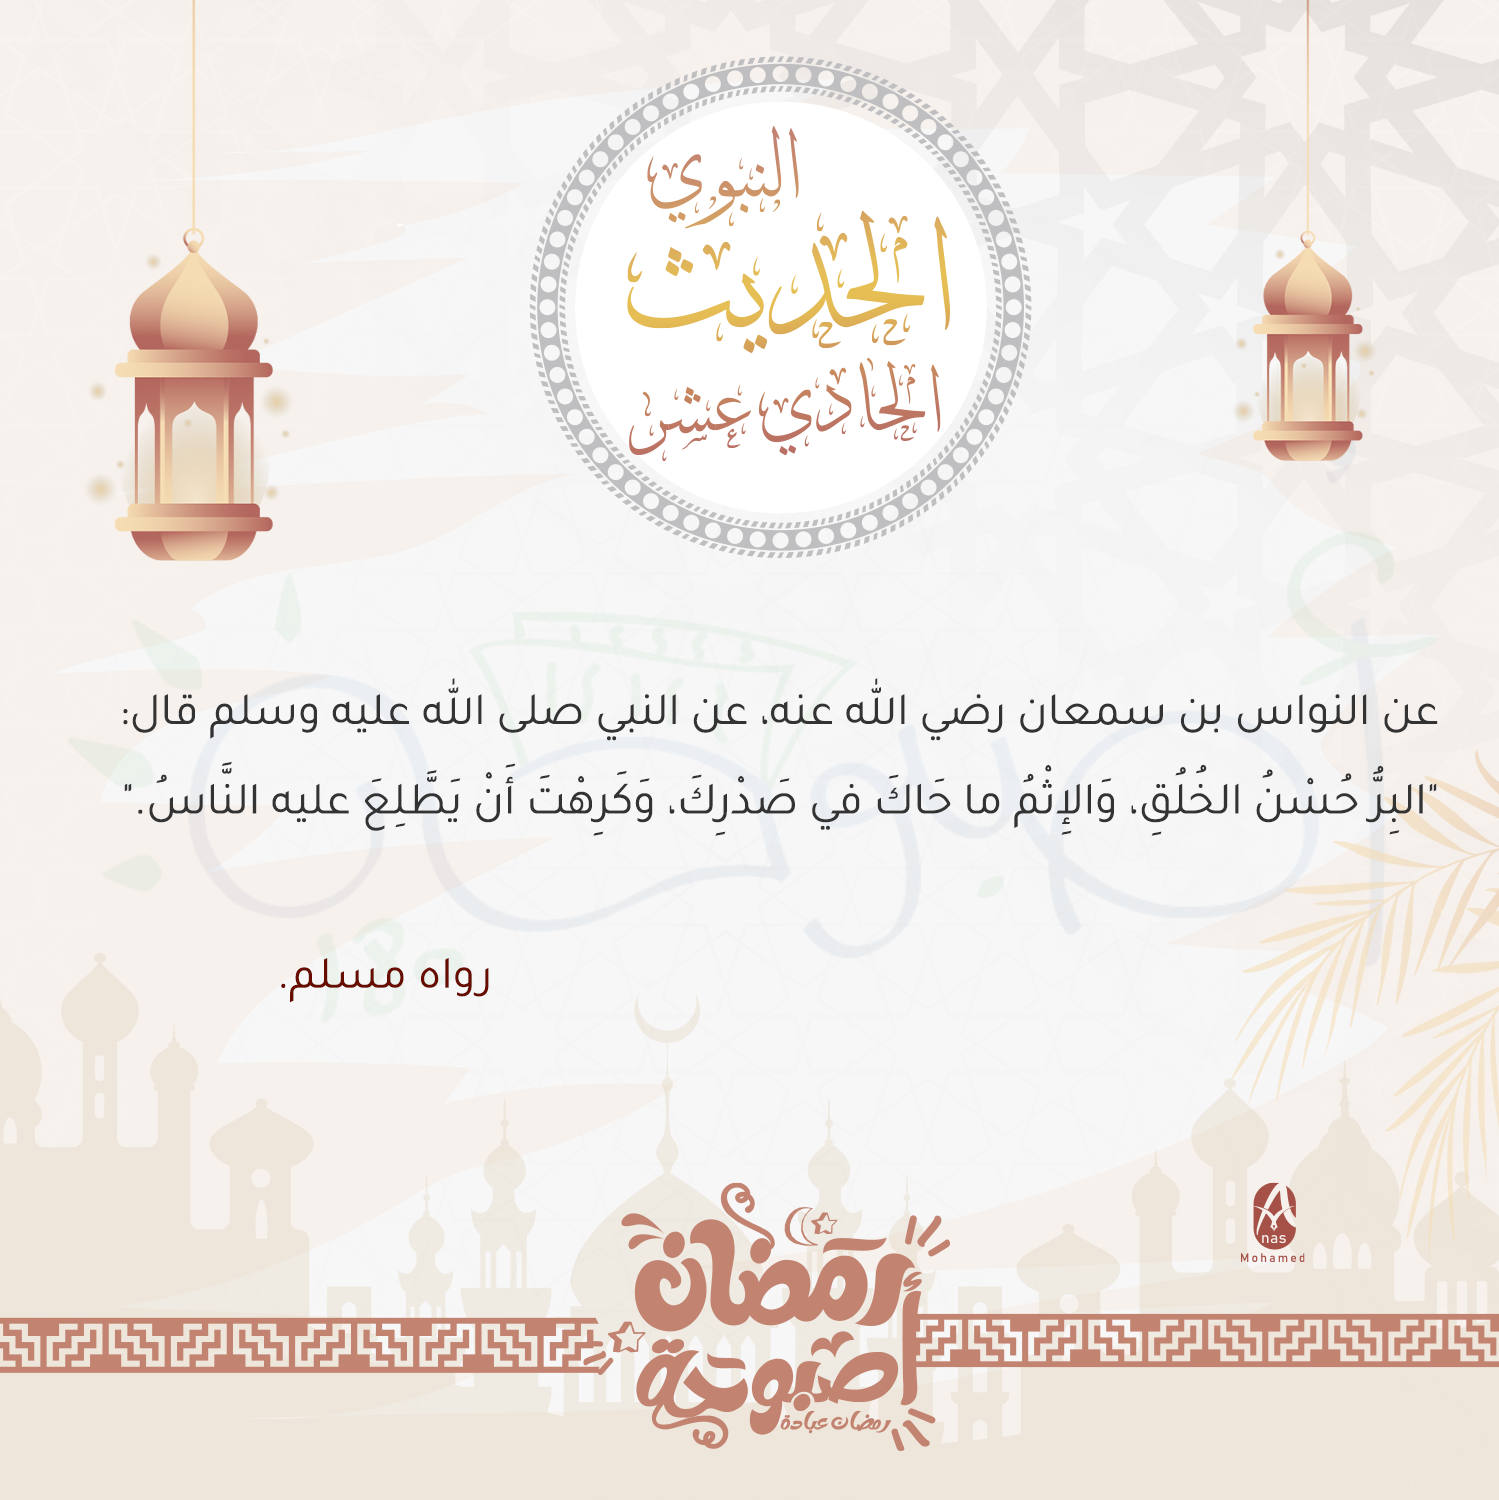 النبوي
الحديث
الحادي عشر
عن النواس بن سمعان رضي الله عنه، عن النبي صلى الله عليه وسلم قال:
"البِرُّ حُسْنُ الخُلُقِ، وَالإِثْمُ ما حَاكَ في صَدْرِكَ، وَكَرِهْتَ أَنْ يَطَّلِعَ عليه النَّاسُ."
رواه مسلم.
رمضان
أصبوحة
رمضان عبادة
nas
Mohamed